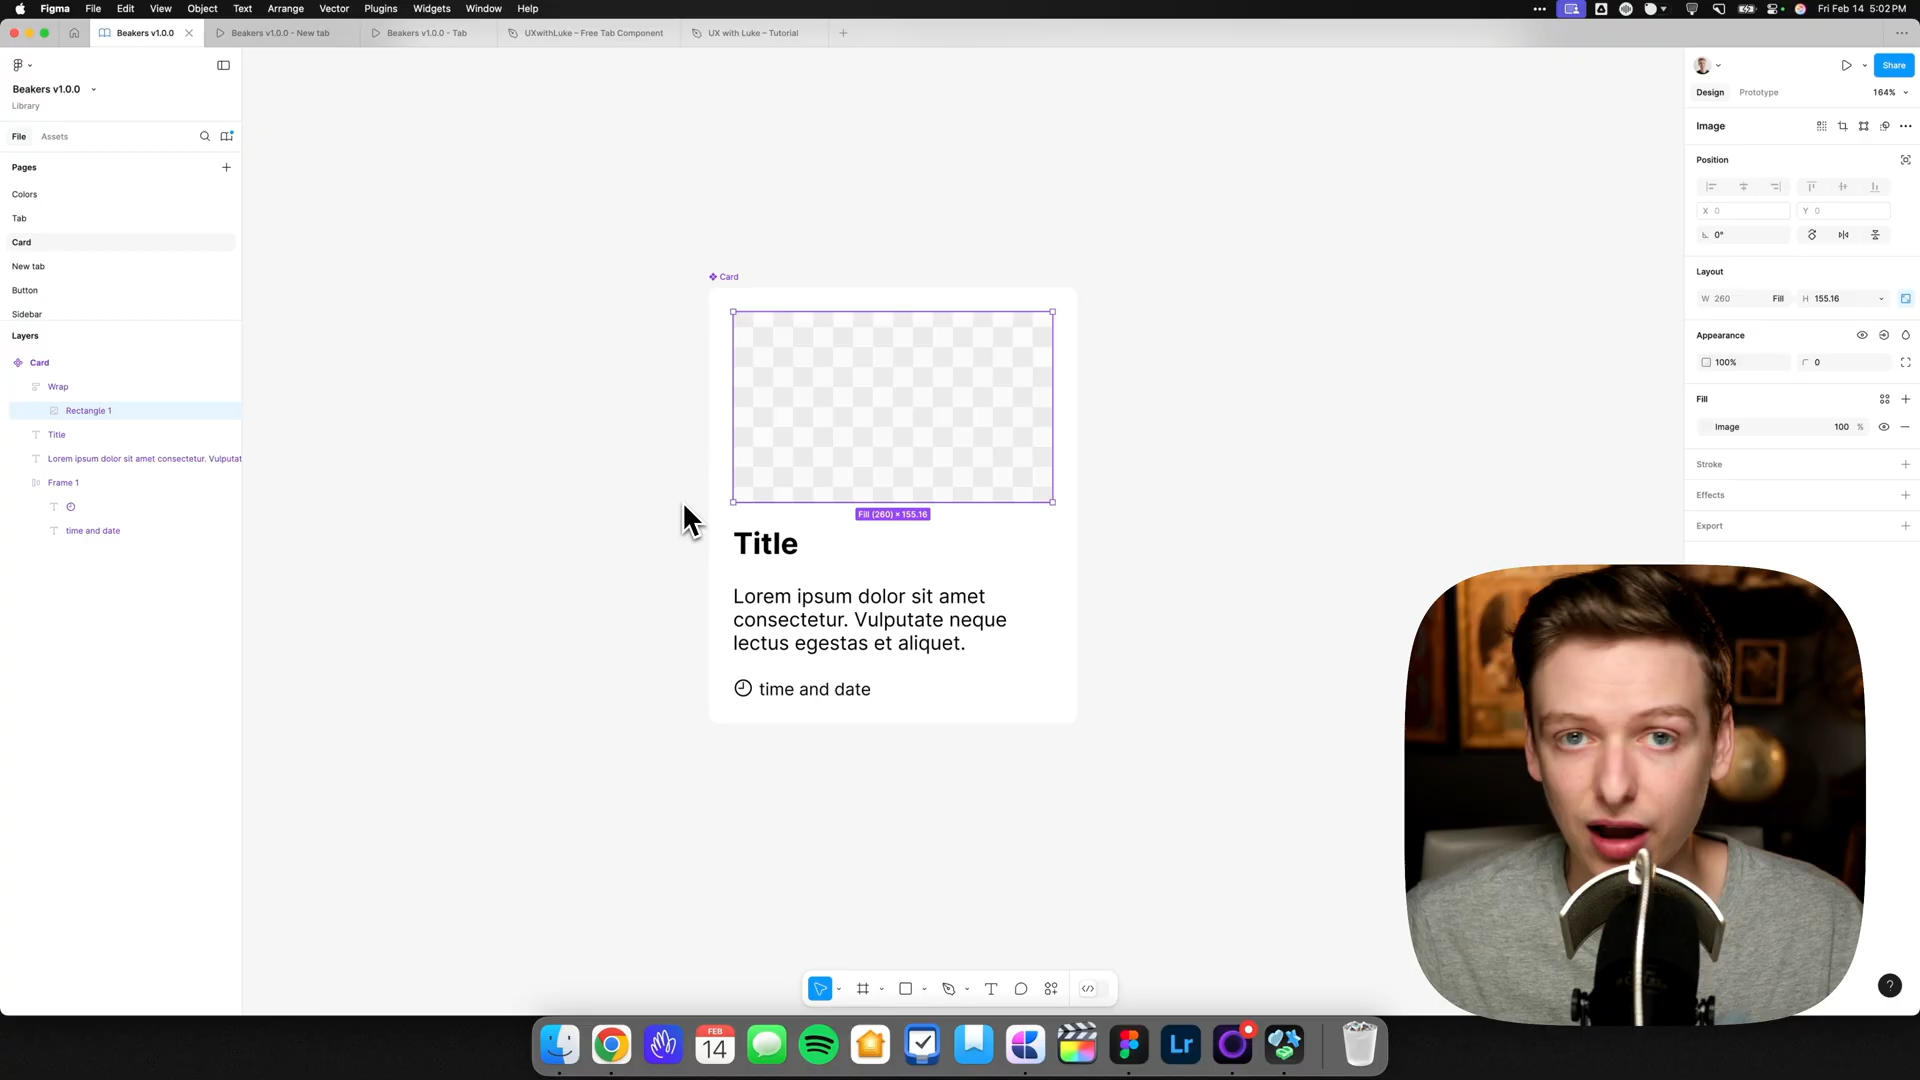 Figma File Edit View Object Text Arrange Vector Plugins Widgets Window Help
Fri Feb 14 5:02 PM
Beakers v1.0.0
Beakers v1.0.0 - New tab
Beakers v1.0.0 - Tab
UXwithLuke – Free Tab Component
UX with Luke – Tutorial
Beakers v1.0.0
Library
File Assets
Pages
Colors
Tab
Card
New tab
Button
Sidebar
Layers
Card
Wrap
Rectangle 1
Title
Lorem ipsum dolor sit amet consectetur. Vulputat
Frame 1
time and date
Card
Fill (260) × 155.16
Title
Lorem ipsum dolor sit amet
consectetur. Vulputate neque
lectus egestas et aliquet.
time and date
Share
Design Prototype 164%
Image
Position
X 0 Y 0
0°
Layout
W 260 Fill H 155.16
Appearance
100% 0
Fill
Image 100 %
Stroke
Effects
Export
?
FEB
14
Lr